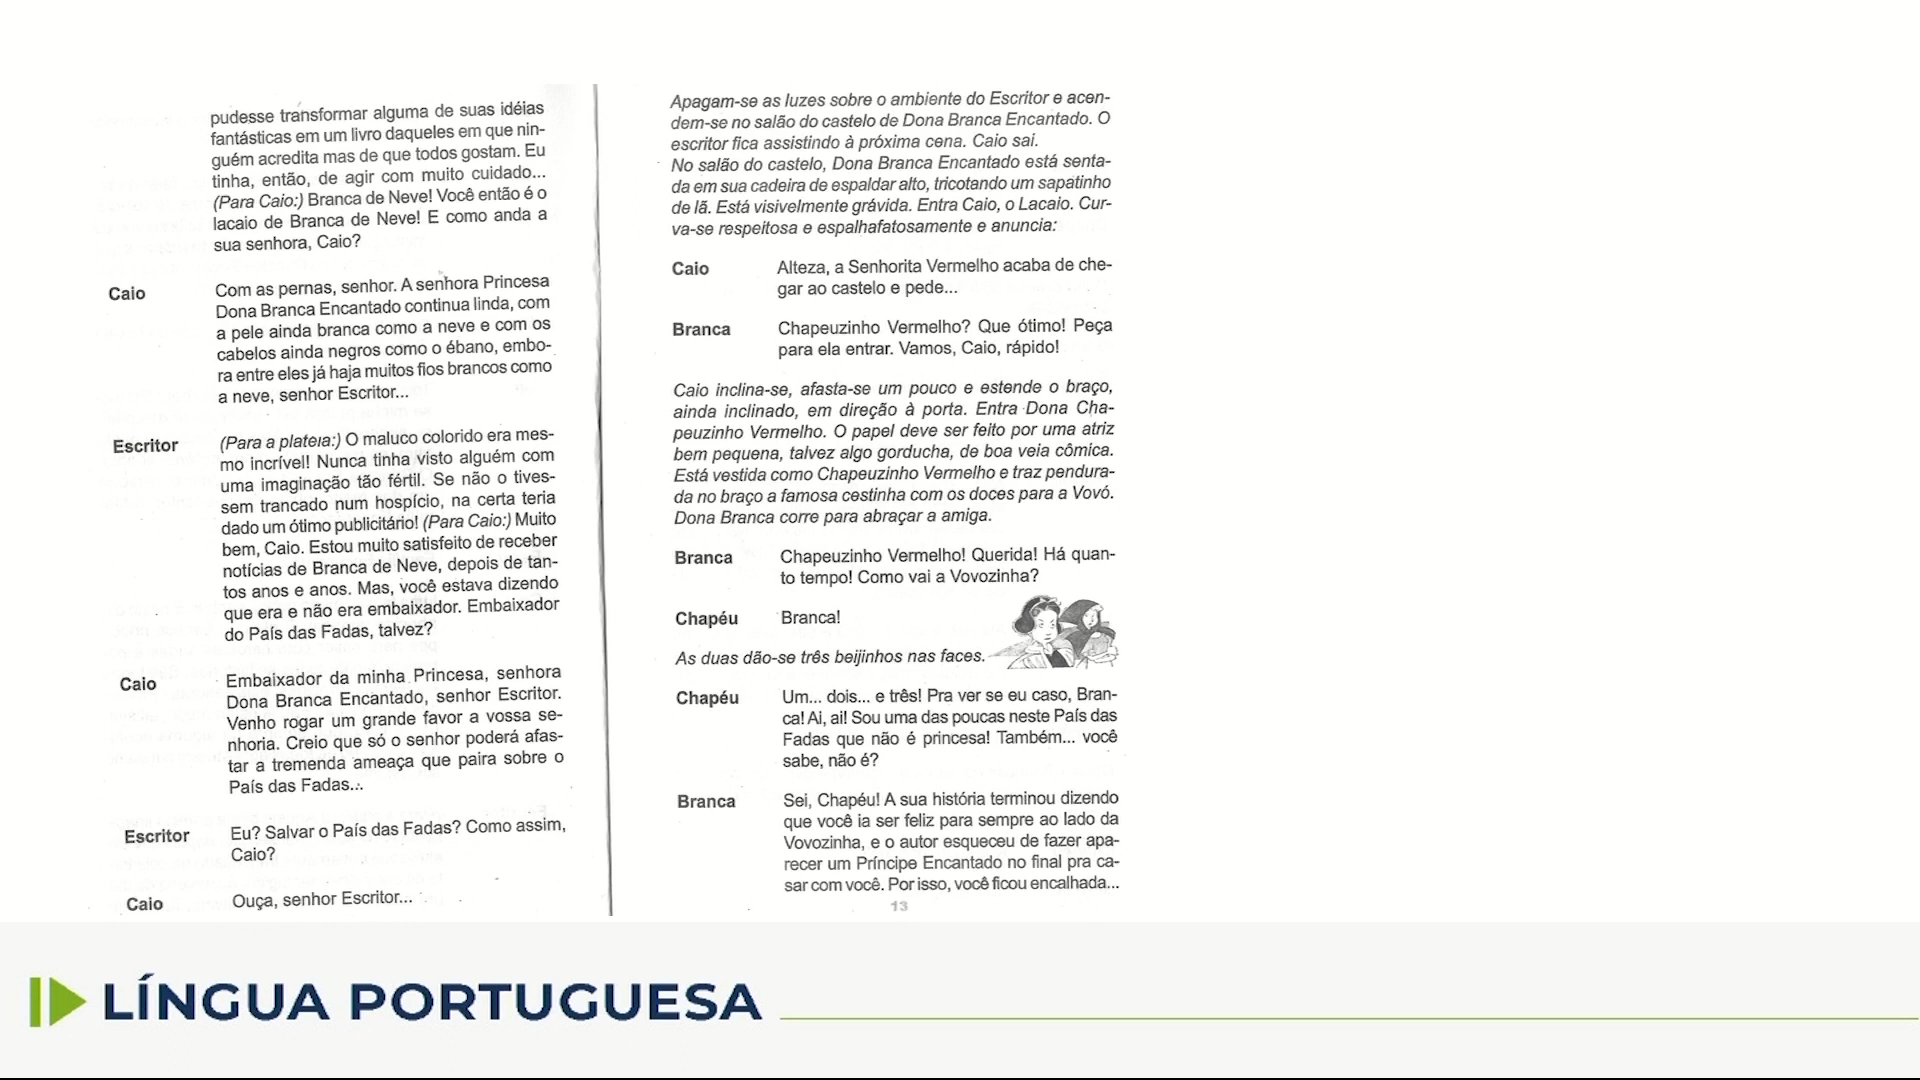 pudesse transformar alguma de suas idéias
fantásticas em um livro daqueles em que nin-
guém acredita mas de que todos gostam. Eu
tinha, então, de agir com muito cuidado...
(Para Caio:) Branca de Neve! Você então é o
lacaio de Branca de Neve! E como anda a
sua senhora, Caio?
Caio Com as pernas, senhor. A senhora Princesa
Dona Branca Encantado continua linda, com
a pele ainda branca como a neve e com os
cabelos ainda negros como o ébano, embo-
ra entre eles já haja muitos fios brancos como
a neve, senhor Escritor...
Escritor (Para a plateia:) O maluco colorido era mes-
mo incrível! Nunca tinha visto alguém com
uma imaginação tão fértil. Se não o tives-
sem trancado num hospício, na certa teria
dado um ótimo publicitário! (Para Caio:) Muito
bem, Caio. Estou muito satisfeito de receber
notícias de Branca de Neve, depois de tan-
tos anos e anos. Mas, você estava dizendo
que era e não era embaixador. Embaixador
do País das Fadas, talvez?
Caio Embaixador da minha Princesa, senhora
Dona Branca Encantado, senhor Escritor.
Venho rogar um grande favor a vossa se-
nhoria. Creio que só o senhor poderá afas-
tar a tremenda ameaça que paira sobre o
País das Fadas...
Escritor Eu? Salvar o País das Fadas? Como assim,
Caio?
Caio Ouça, senhor Escritor...
Apagam-se as luzes sobre o ambiente do Escritor e acen-
dem-se no salão do castelo de Dona Branca Encantado. O
escritor fica assistindo à próxima cena. Caio sai.
No salão do castelo, Dona Branca Encantado está senta-
da em sua cadeira de espaldar alto, tricotando um sapatinho
de lã. Está visivelmente grávida. Entra Caio, o Lacaio. Cur-
va-se respeitosa e espalhafatosamente e anuncia:
Caio Alteza, a Senhorita Vermelho acaba de che-
gar ao castelo e pede...
Branca Chapeuzinho Vermelho? Que ótimo! Peça
para ela entrar. Vamos, Caio, rápido!
Caio inclina-se, afasta-se um pouco e estende o braço,
ainda inclinado, em direção à porta. Entra Dona Cha-
peuzinho Vermelho. O papel deve ser feito por uma atriz
bem pequena, talvez algo gorducha, de boa veia cômica.
Está vestida como Chapeuzinho Vermelho e traz pendura-
da no braço a famosa cestinha com os doces para a Vovó.
Dona Branca corre para abraçar a amiga.
Branca Chapeuzinho Vermelho! Querida! Há quan-
to tempo! Como vai a Vovozinha?
Chapéu Branca!
As duas dão-se três beijinhos nas faces.
Chapéu Um... dois... e três! Pra ver se eu caso, Bran-
ca! Ai, ai! Sou uma das poucas neste País das
Fadas que não é princesa! Também... você
sabe, não é?
Branca Sei, Chapéu! A sua história terminou dizendo
que você ia ser feliz para sempre ao lado da
Vovozinha, e o autor esqueceu de fazer apa-
recer um Príncipe Encantado no final pra ca-
sar com você. Por isso, você ficou encalhada...
13
LÍNGUA PORTUGUESA